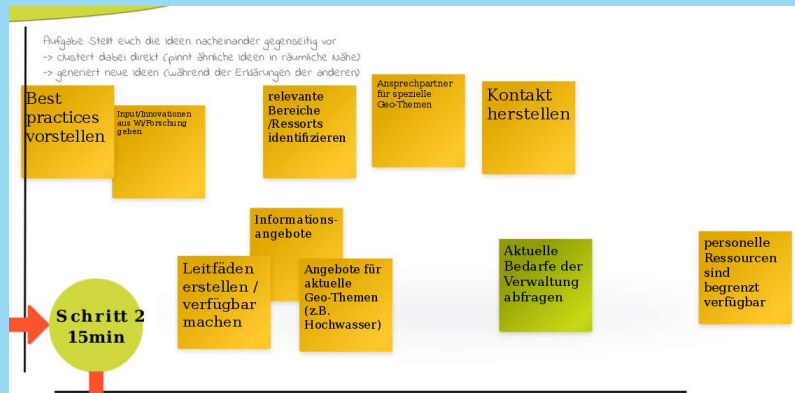 Aufgabe: Stellt euch die Ideen nacheinander gegenseitig vor
-> clustert dabei direkt (pinnt ähnliche Ideen in räumliche Nähe)
-> generiert neue Ideen (während der Erklärungen der anderen)
Best
practices
vorstellen
Input/Innovationen
aus Wi/Forschung
geben
relevante
Bereiche
/Ressorts
identifizieren
Ansprechpartner
für spezielle
Geo-Themen
Kontakt
herstellen
Informations-
angebote
Leitfäden
erstellen /
verfügbar
machen
Angebote für
aktuelle
Geo-Themen
(z.B.
Hochwasser)
Aktuelle
Bedarfe der
Verwaltung
abfragen
personelle
Ressourcen
sind
begrenzt
verfügbar
Schritt 2
15min